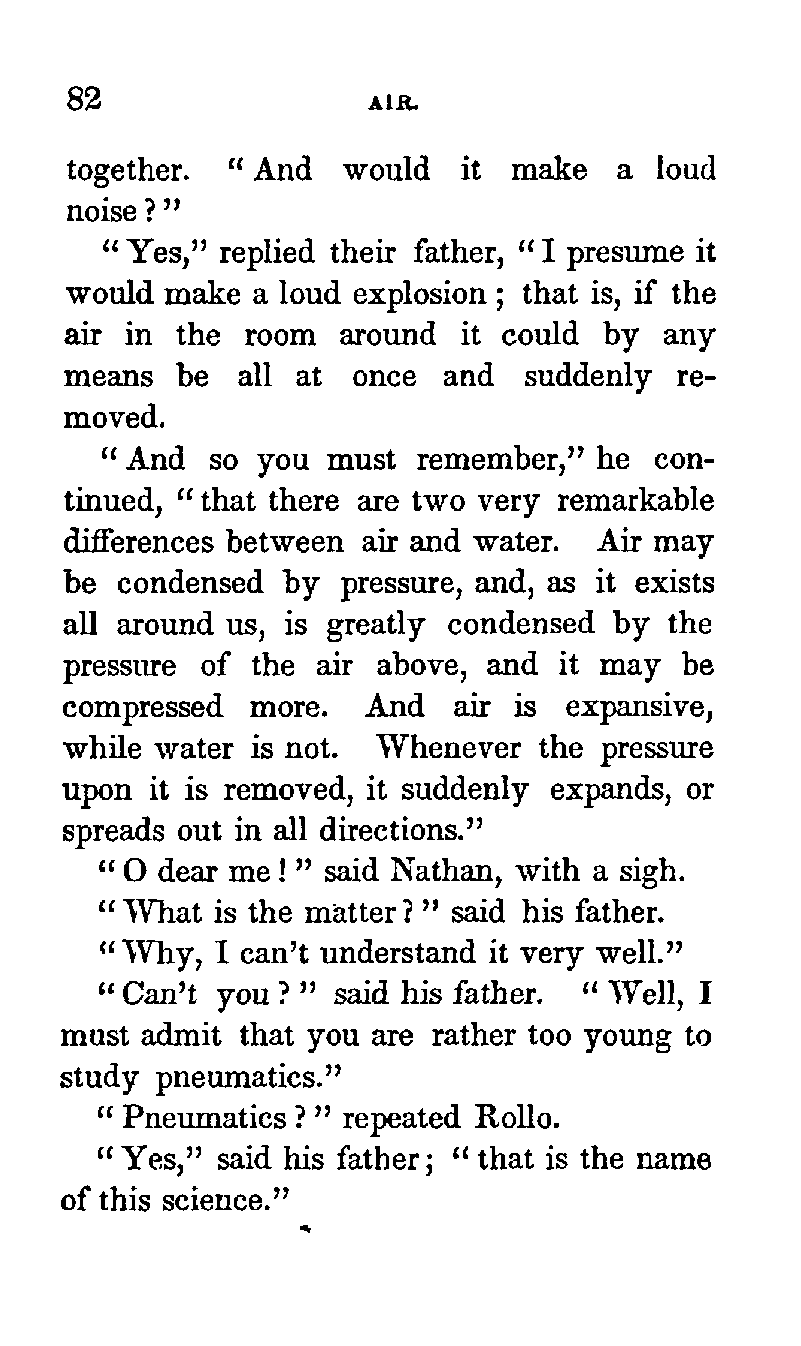 82 AIR.
together. “ And would it make a loud
noise ? ”
“ Yes,” replied their father, “ I presume it
would make a loud explosion ; that is, if the
air in the room around it could by any
means be all at once and suddenly re-
moved.
“ And so you must remember,” he con-
tinued, “ that there are two very remarkable
differences between air and water. Air may
be condensed by pressure, and, as it exists
all around us, is greatly condensed by the
pressure of the air above, and it may be
compressed more. And air is expansive,
while water is not. Whenever the pressure
upon it is removed, it suddenly expands, or
spreads out in all directions.”
“ O dear me ! ” said Nathan, with a sigh.
“ What is the matter ? ” said his father.
“ Why, I can’t understand it very well.”
“ Can’t you ? ” said his father. “ Well, I
must admit that you are rather too young to
study pneumatics.”
“ Pneumatics ? ” repeated Rollo.
“ Yes,” said his father ; “ that is the name
of this science.”